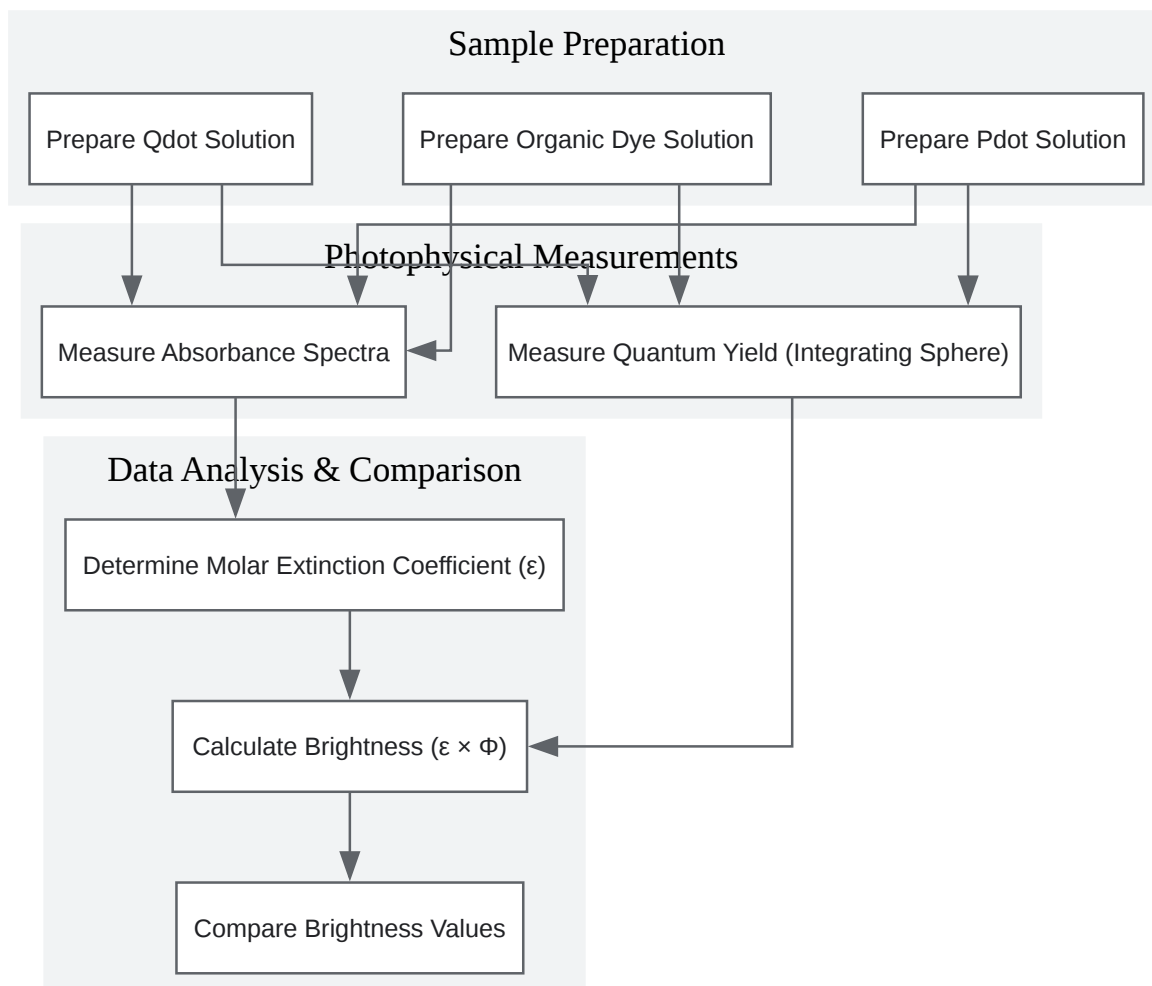 Sample Preparation
Prepare Qdot Solution
Prepare Organic Dye Solution
Prepare Pdot Solution
Photophysical Measurements
Measure Absorbance Spectra
Measure Quantum Yield (Integrating Sphere)
Data Analysis & Comparison
Determine Molar Extinction Coefficient (ε)
Calculate Brightness (ε × Φ)
Compare Brightness Values